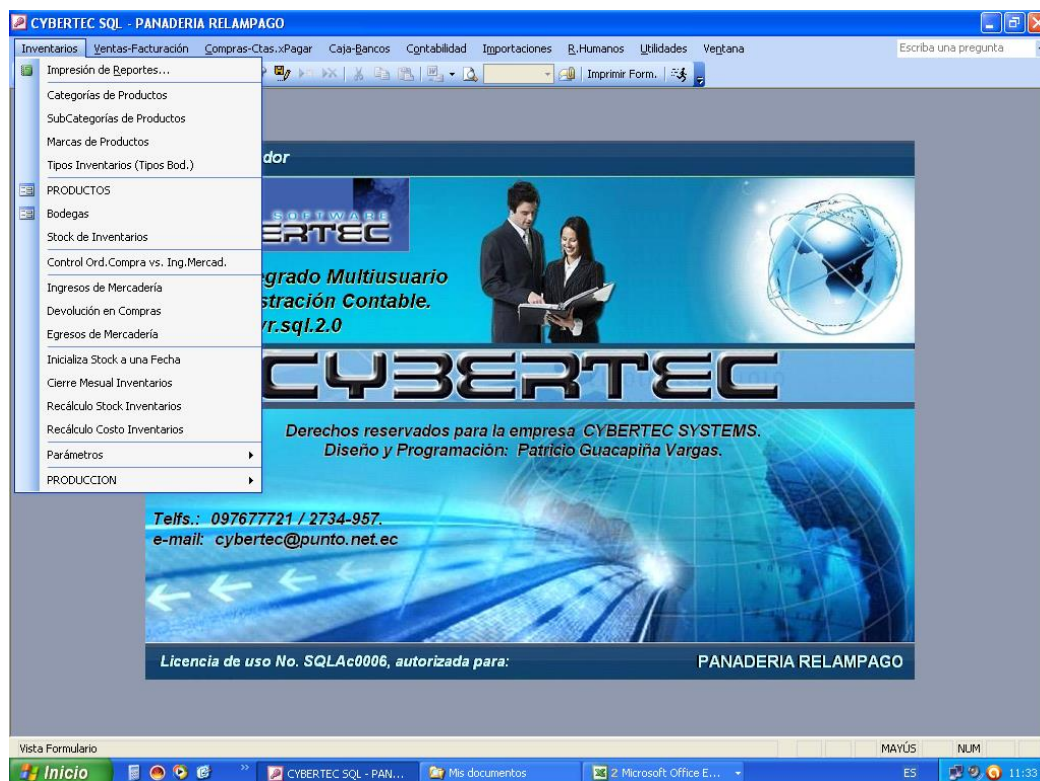 CYBERTEC SQL - PANADERIA RELAMPAGO
Inventarios Ventas-Facturación Compras-Ctas.xPagar Caja-Bancos Contabilidad Importaciones R.Humanos Utilidades Ventana Escriba una pregunta
Imprimir Form.
Impresión de Reportes...
Categorías de Productos
SubCategorías de Productos
Marcas de Productos
Tipos Inventarios (Tipos Bod.)
PRODUCTOS
Bodegas
Stock de Inventarios
Control Ord.Compra vs. Ing.Mercad.
Ingresos de Mercadería
Devolución en Compras
Egresos de Mercadería
Inicializa Stock a una Fecha
Cierre Mesual Inventarios
Recálculo Stock Inventarios
Recálculo Costo Inventarios
Parámetros
PRODUCCION
dor
SOFTWARE
ERTEC
egrado Multiusuario
stración Contable.
vr.sql.2.0
CYBERTEC
Derechos reservados para la empresa CYBERTEC SYSTEMS.
Diseño y Programación: Patricio Guacapiña Vargas.
Telfs.: 097677721 / 2734-957.
e-mail: cybertec@punto.net.ec
Licencia de uso No. SQLAc0006, autorizada para: PANADERIA RELAMPAGO
Vista Formulario MAYÚS NUM
Inicio CYBERTEC SQL - PAN... Mis documentos 2 Microsoft Office E... ES 11:33